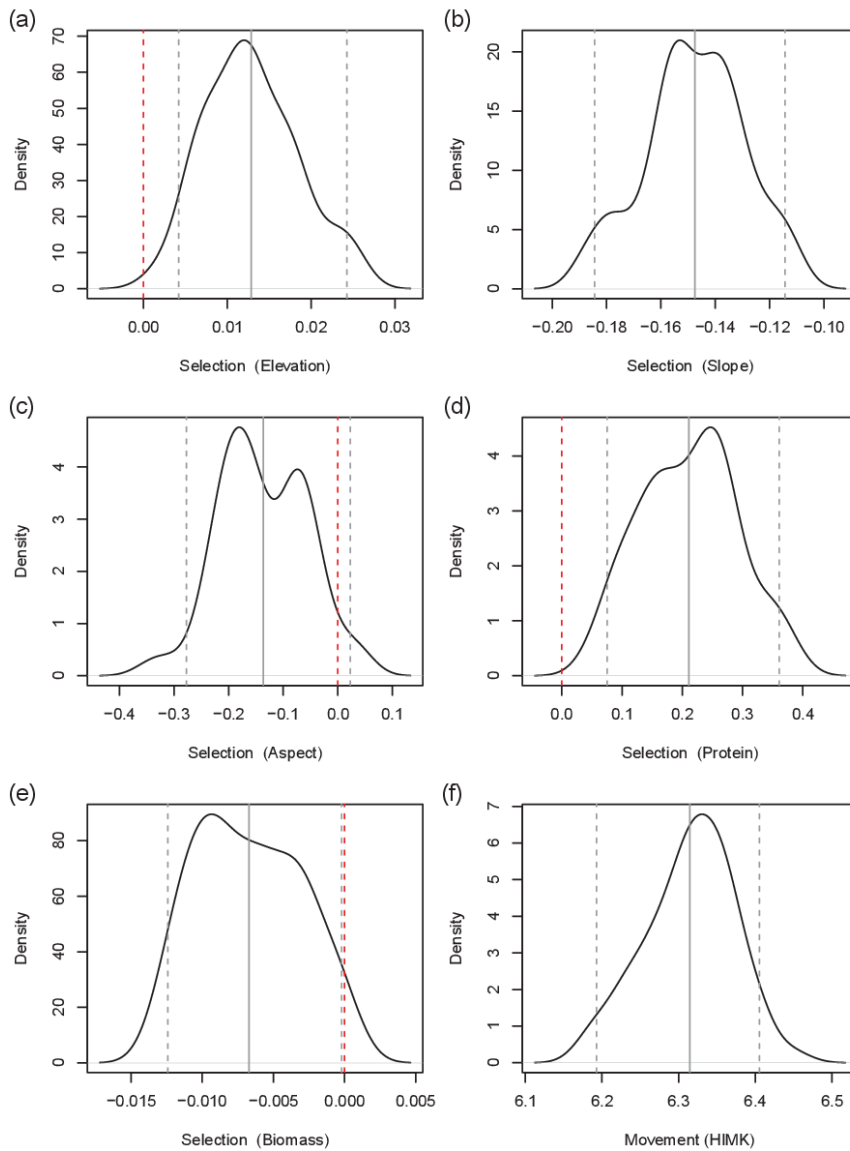 (a)
Density
0 10 20 30 40 50 60 70
0.00 0.01 0.02 0.03
Selection (Elevation)
(b)
Density
0 5 10 15 20
−0.20 −0.18 −0.16 −0.14 −0.12 −0.10
Selection (Slope)
(c)
Density
0 1 2 3 4
−0.4 −0.3 −0.2 −0.1 0.0 0.1
Selection (Aspect)
(d)
Density
0 1 2 3 4
0.0 0.1 0.2 0.3 0.4
Selection (Protein)
(e)
Density
0 20 40 60 80
−0.015 −0.010 −0.005 0.000 0.005
Selection (Biomass)
(f)
Density
0 1 2 3 4 5 6 7
6.1 6.2 6.3 6.4 6.5
Movement (HIMK)